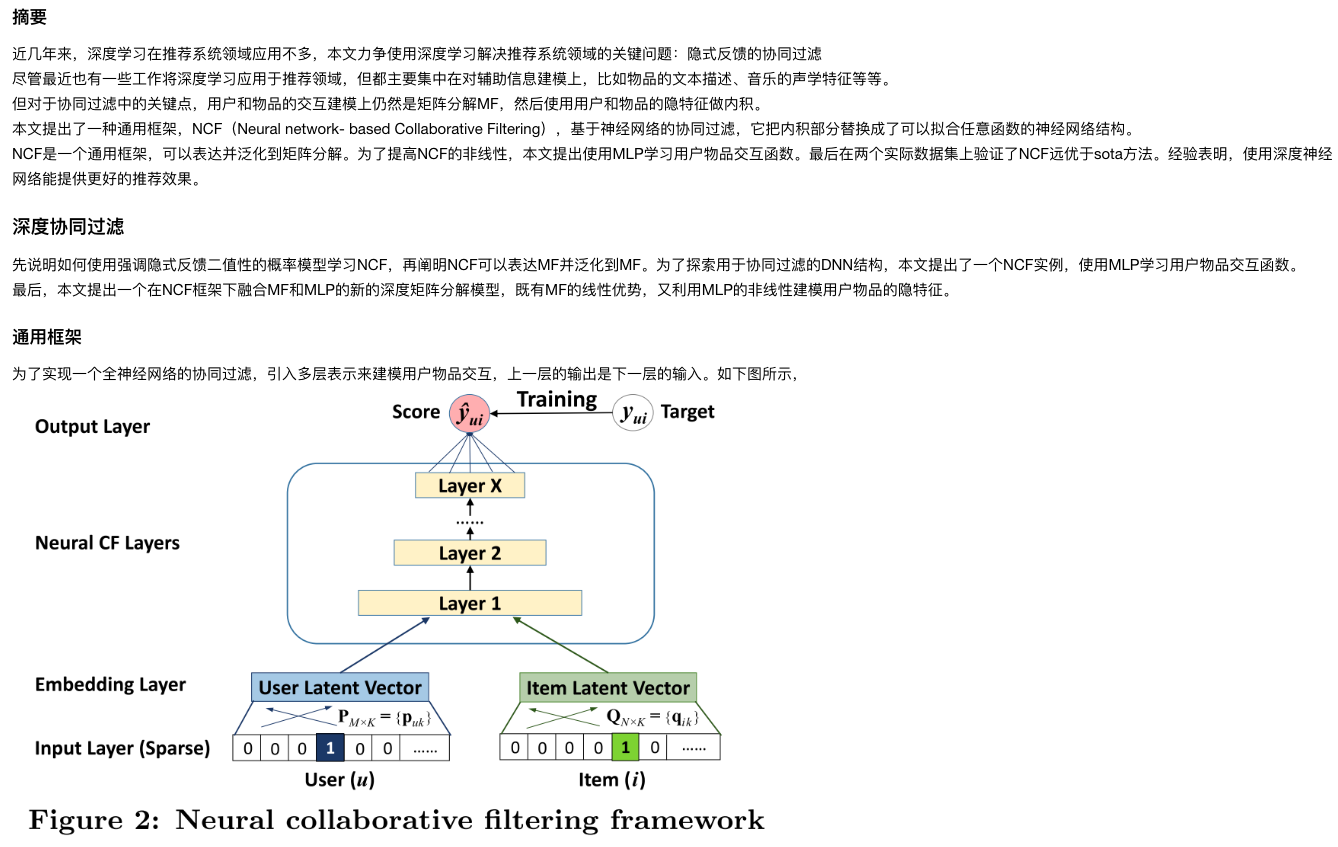 摘要
近几年来，深度学习在推荐系统领域应用不多，本文力争使用深度学习解决推荐系统领域的关键问题：隐式反馈的协同过滤
尽管最近也有一些工作将深度学习应用于推荐领域，但都主要集中在对辅助信息建模上，比如物品的文本描述、音乐的声学特征等等。
但对于协同过滤中的关键点，用户和物品的交互建模上仍然是矩阵分解MF，然后使用用户和物品的隐特征做内积。
本文提出了一种通用框架，NCF（Neural network- based Collaborative Filtering），基于神经网络的协同过滤，它把内积部分替换成了可以拟合任意函数的神经网络结构。
NCF是一个通用框架，可以表达并泛化到矩阵分解。为了提高NCF的非线性，本文提出使用MLP学习用户物品交互函数。最后在两个实际数据集上验证了NCF远优于sota方法。经验表明，使用深度神经
网络能提供更好的推荐效果。
深度协同过滤
先说明如何使用强调隐式反馈二值性的概率模型学习NCF，再阐明NCF可以表达MF并泛化到MF。为了探索用于协同过滤的DNN结构，本文提出了一个NCF实例，使用MLP学习用户物品交互函数。
最后，本文提出一个在NCF框架下融合MF和MLP的新的深度矩阵分解模型，既有MF的线性优势，又利用MLP的非线性建模用户物品的隐特征。
通用框架
为了实现一个全神经网络的协同过滤，引入多层表示来建模用户物品交互，上一层的输出是下一层的输入。如下图所示，
Score ŷui Training yui Target
Output Layer
Layer X
......
Neural CF Layers
Layer 2
Layer 1
Embedding Layer User Latent Vector Item Latent Vector
P M×K = {p uk} Q N×K = {q ik}
Input Layer (Sparse) 0 0 0 1 0 0 ...... 0 0 0 0 1 0 ......
User (u) Item (i)
Figure 2: Neural collaborative filtering framework